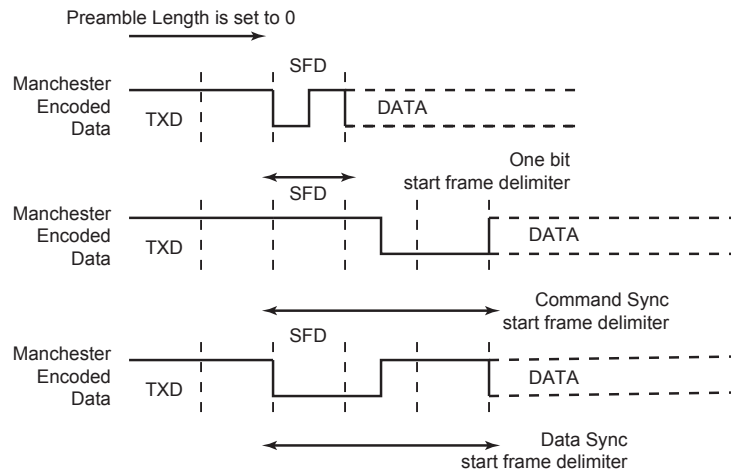 Preamble Length is set to 0
SFD
Manchester
Encoded
Data
TXD
DATA
One bit
start frame delimiter
SFD
Manchester
Encoded
Data
TXD
DATA
Command Sync
start frame delimiter
SFD
Manchester
Encoded
Data
TXD
DATA
Data Sync
start frame delimiter